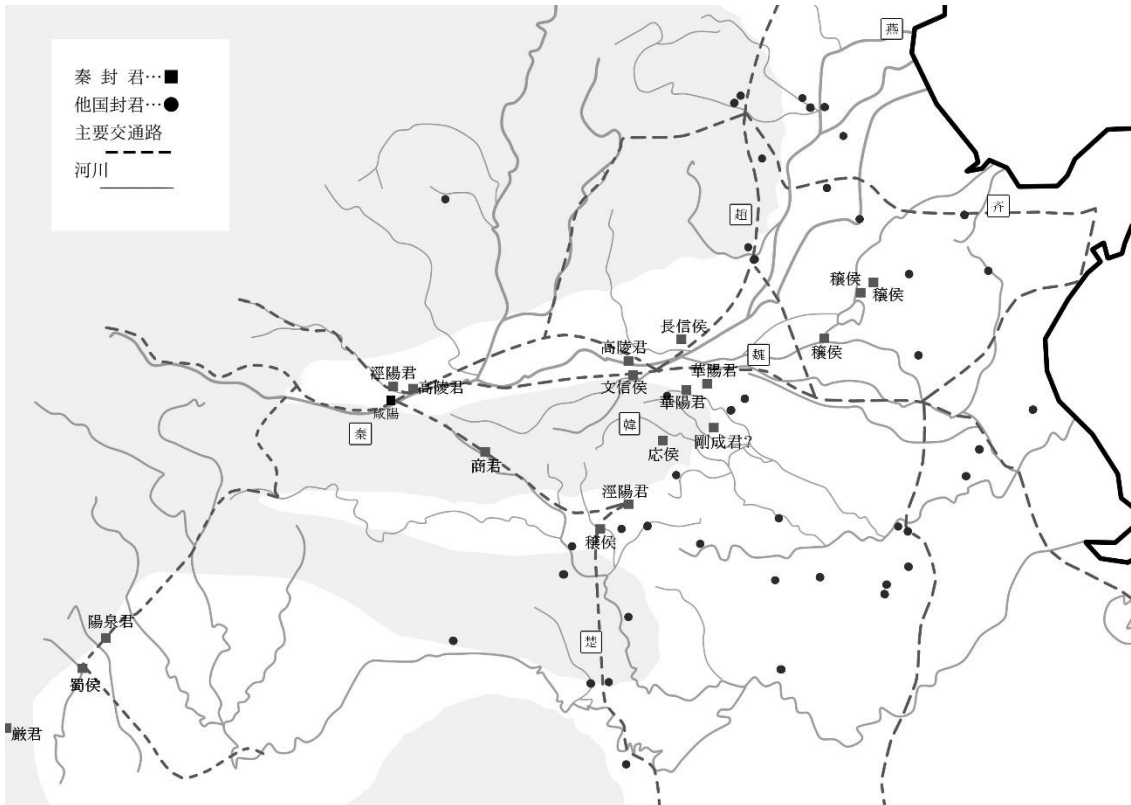 秦 封 君…■
他国封君…●
主要交通路
河川
燕
斉
趙
穰侯
穰侯
長信侯
穰侯
魏
高陵君
涇陽君
高陵君
文信侯
華陽君
華陽君
咸陽
秦
韓
剛成君?
応侯
商君
涇陽君
穰侯
陽泉君
楚
蜀侯
厳君